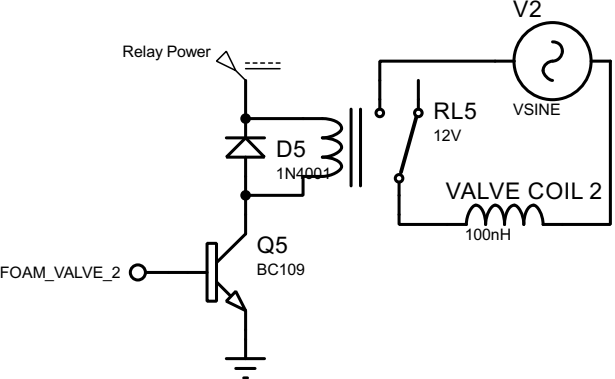 V2
Relay Power
VSINE
RL5
12V
D5
1N4001
VALVE COIL 2
100nH
Q5
BC109
FOAM_VALVE_2